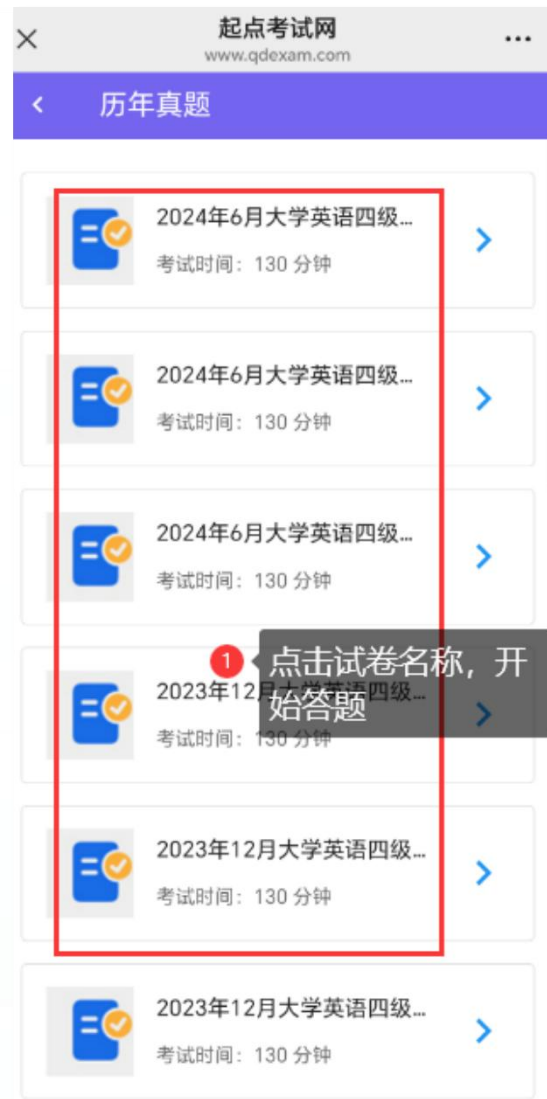 起点考试网
www.qdexam.com
历年真题
2024年6月大学英语四级...
考试时间：130 分钟
2024年6月大学英语四级...
考试时间：130 分钟
2024年6月大学英语四级...
考试时间：130 分钟
1
点击试卷名称，开
始答题
2023年12月大学英语四级...
考试时间：130 分钟
2023年12月大学英语四级...
考试时间：130 分钟
2023年12月大学英语四级...
考试时间：130 分钟